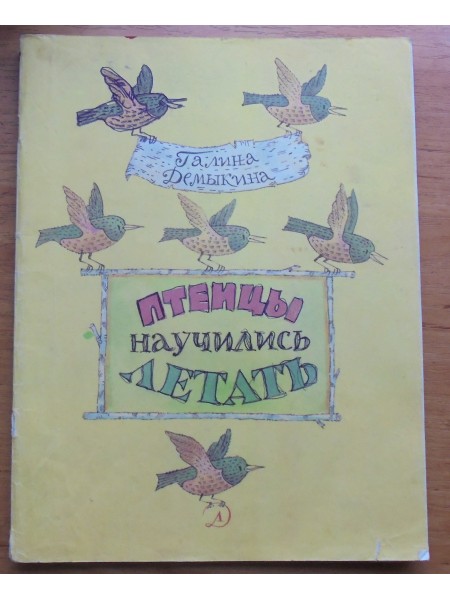 Галина
Демыкина
ПТЕНЦЫ
научились
ЛЕТАТЬ
Д